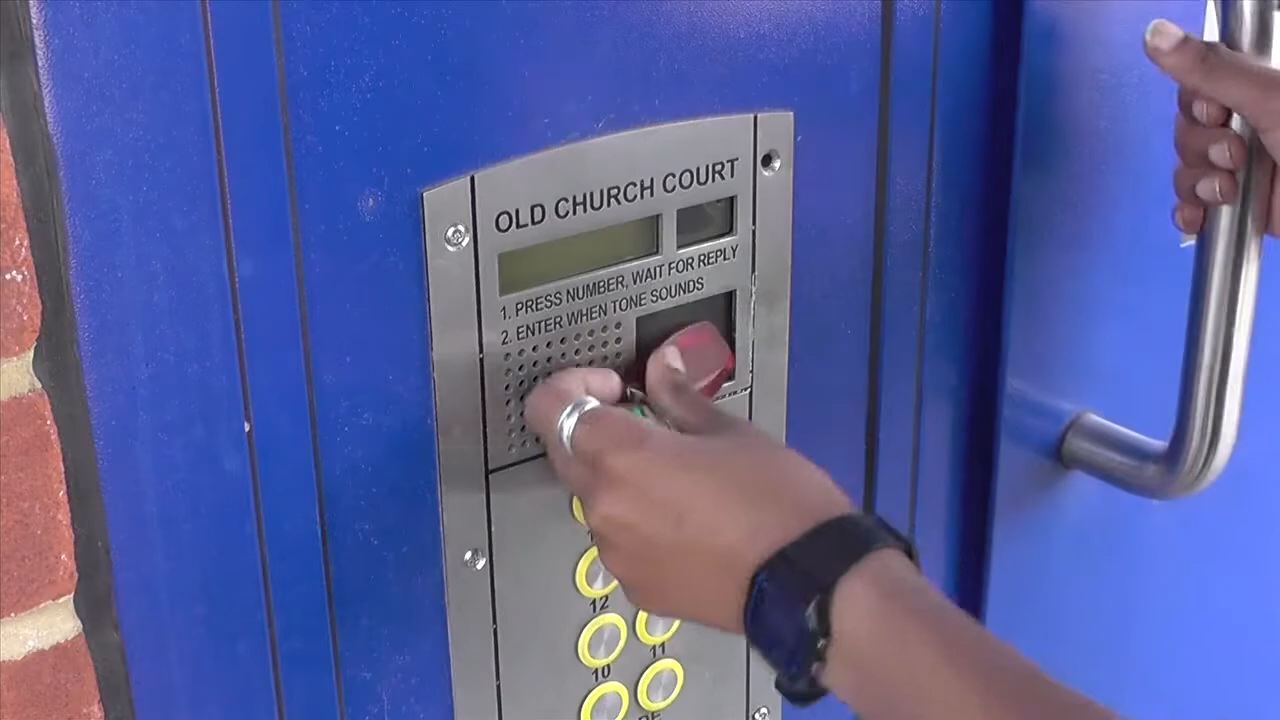 OLD CHURCH COURT
1. PRESS NUMBER, WAIT FOR REPLY
2. ENTER WHEN TONE SOUNDS
12
11
10